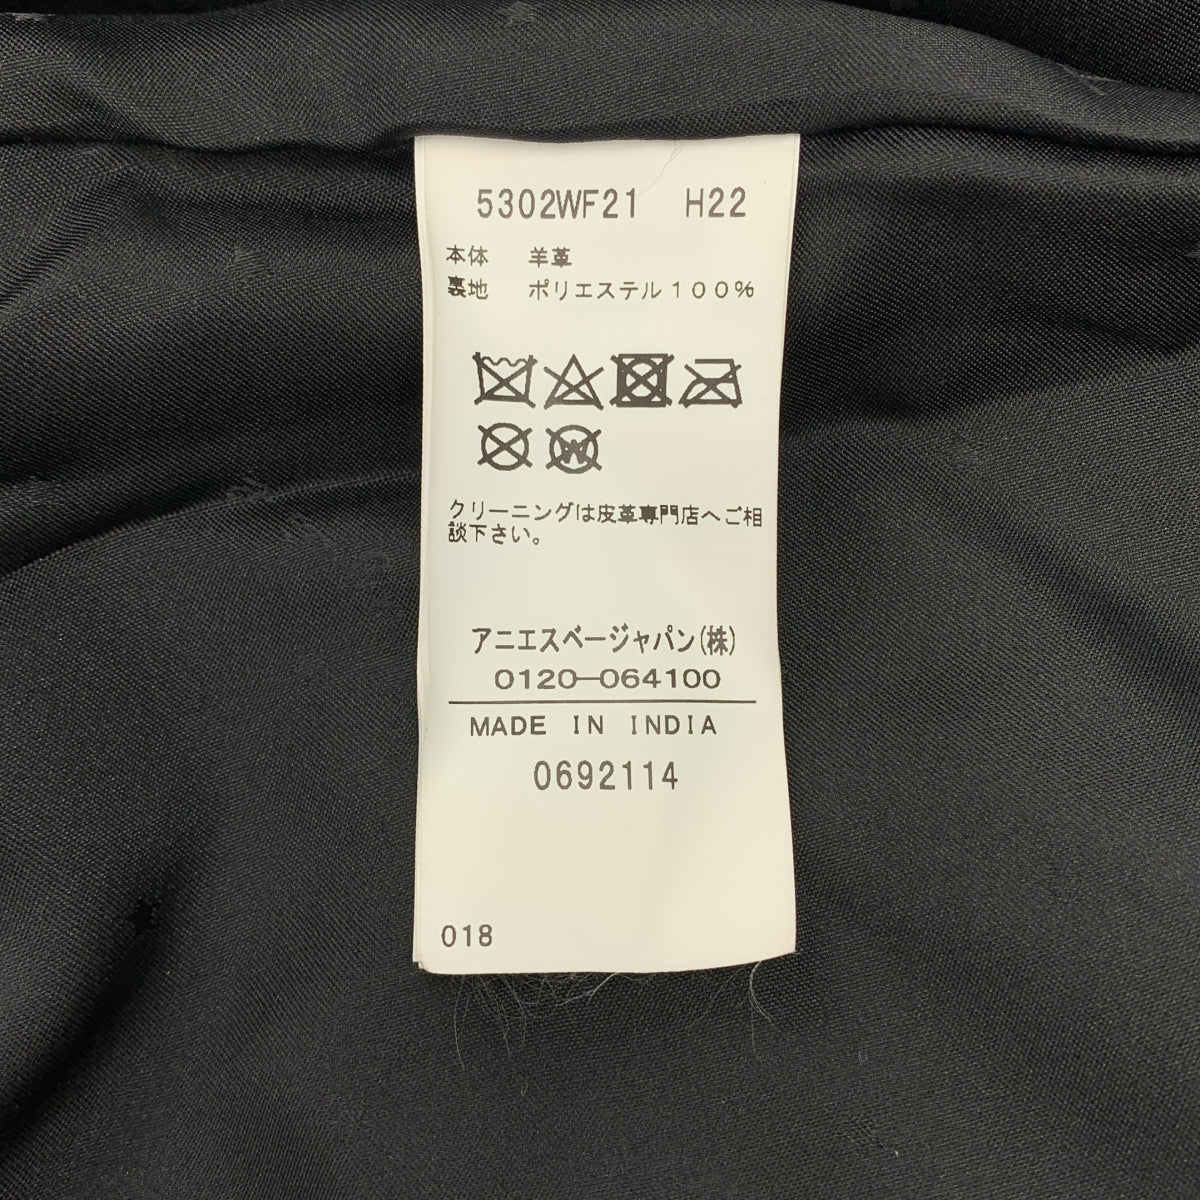 5302WF21 H22
本体 羊革
裏地 ポリエステル100%
W
クリーニングは皮革専門店へご相
談下さい。
アニエスベージャパン(株)
0120-064100
MADE IN INDIA
0692114
018